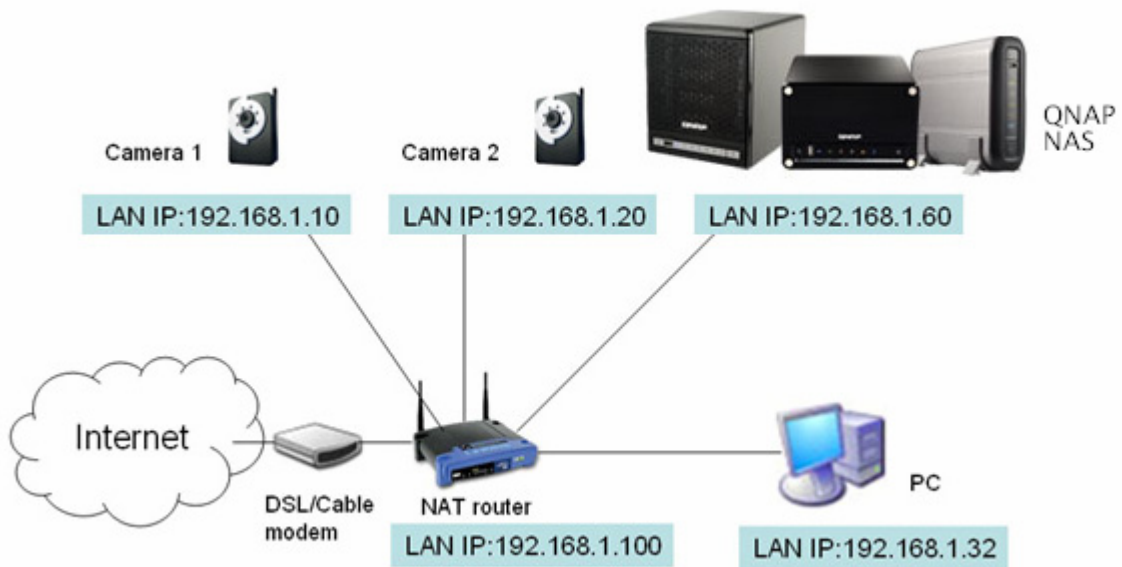 Camera 1
Camera 2
QNAP
NAS
LAN IP:192.168.1.10
LAN IP:192.168.1.20
LAN IP:192.168.1.60
Internet
DSL/Cable
modem
NAT router
PC
LAN IP:192.168.1.100
LAN IP:192.168.1.32